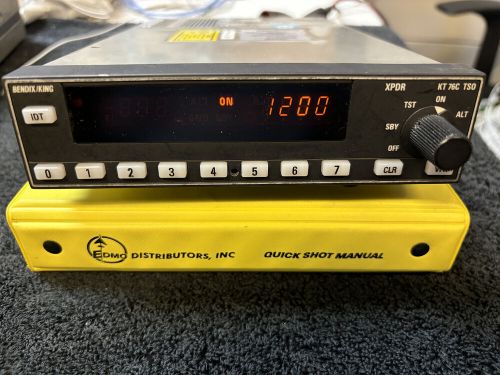 BENDIX/KING
XPDR
KT 76C TSO
IDT
ON
1200
TST
ON
ALT
SBY
OFF
0 1 2 3 4 5 6 7 CLR
EDMO DISTRIBUTORS, INC
QUICK SHOT MANUAL